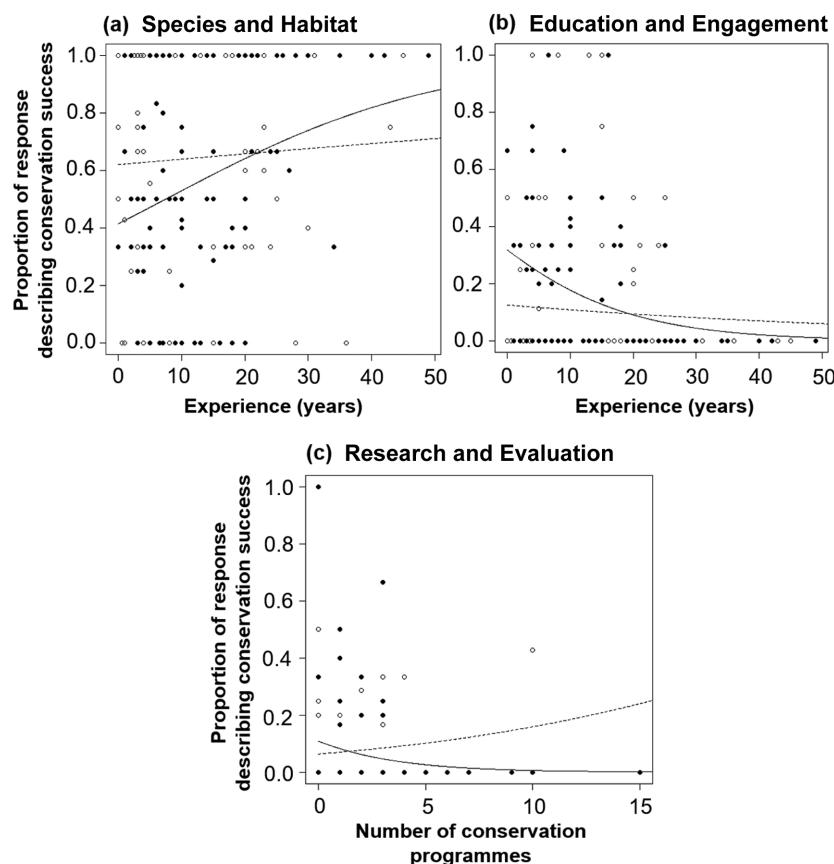 (a) Species and Habitat
Proportion of response
describing conservation success
1.0
0.8
0.6
0.4
0.2
0.0
0 10 20 30 40 50
Experience (years)
(b) Education and Engagement
1.0
0.8
0.6
0.4
0.2
0.0
0 10 20 30 40 50
Experience (years)
(c) Research and Evaluation
Proportion of response
describing conservation success
1.0
0.8
0.6
0.4
0.2
0.0
0 5 10 15
Number of conservation
programmes